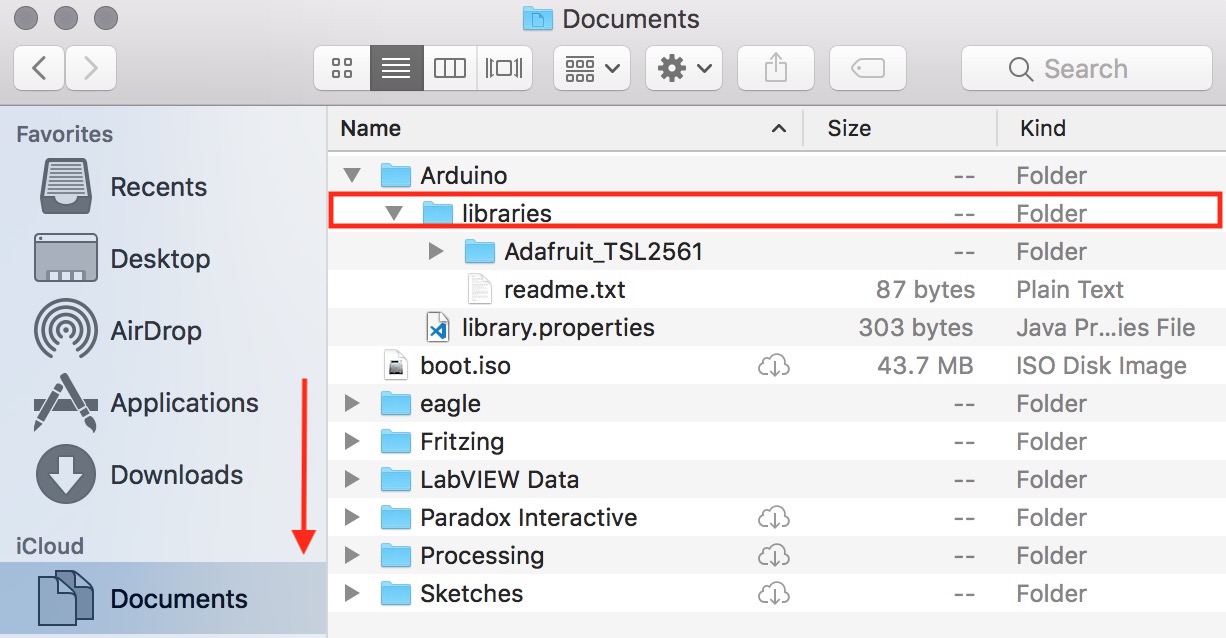 Documents
Search
Favorites
Recents
Desktop
AirDrop
Applications
Downloads
iCloud
Documents
Name Size Kind
Arduino -- Folder
libraries -- Folder
Adafruit_TSL2561 -- Folder
readme.txt 87 bytes Plain Text
library.properties 303 bytes Java Pr...ies File
boot.iso 43.7 MB ISO Disk Image
eagle -- Folder
Fritzing -- Folder
LabVIEW Data -- Folder
Paradox Interactive -- Folder
Processing -- Folder
Sketches -- Folder